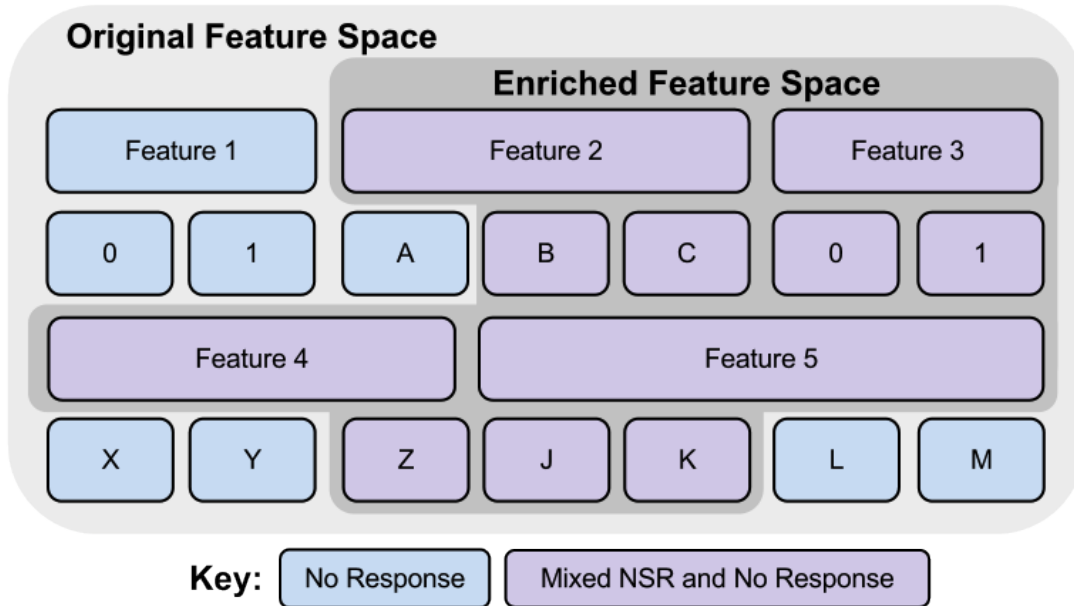 Original Feature Space
Enriched Feature Space
Feature 1 Feature 2 Feature 3
0 1 A B C 0 1
Feature 4 Feature 5
X Y Z J K L M
Key: No Response Mixed NSR and No Response